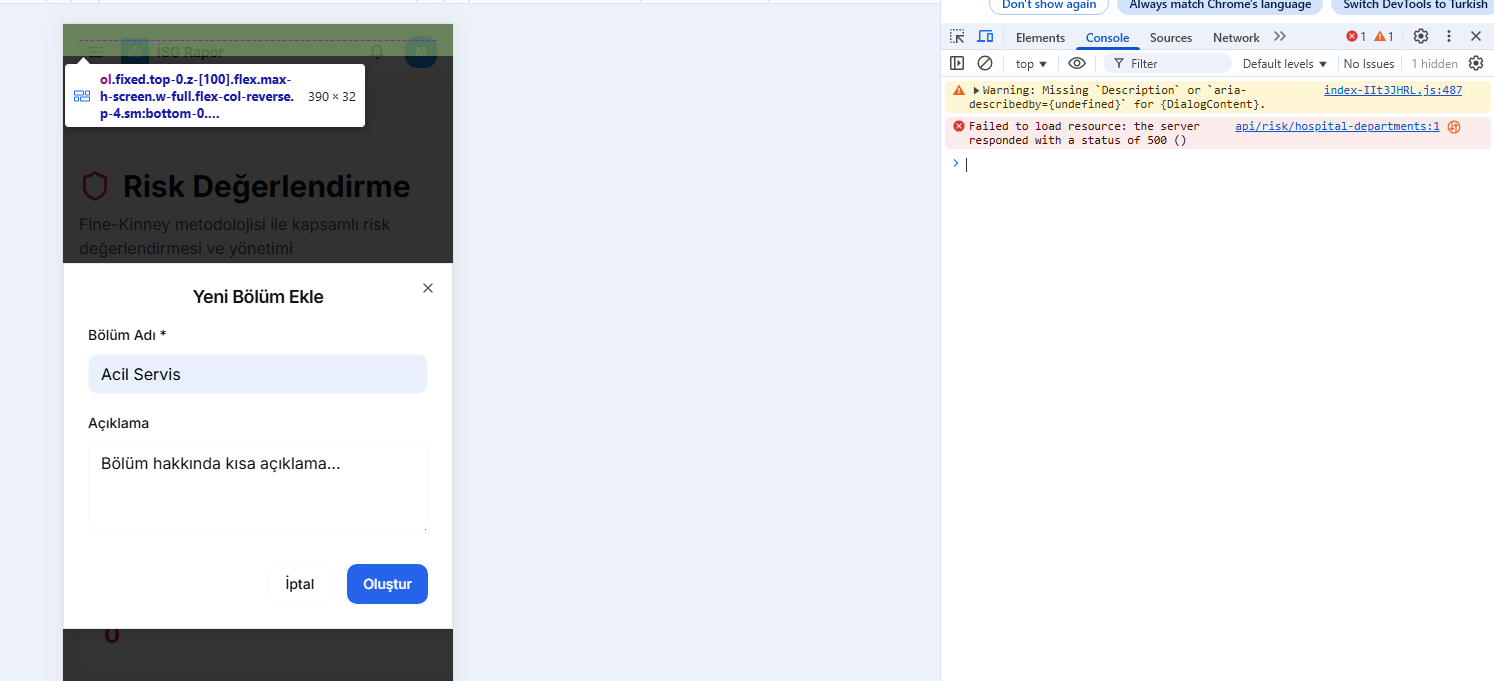 Don't show again
Always match Chrome's language
Switch DevTools to Turkish
Elements
Console
Sources
Network
1
1
top
Filter
Default levels
No Issues
1 hidden
Warning: Missing `Description` or `aria-
describedby={undefined}` for {DialogContent}.
index-IIt3JHRL.js:487
Failed to load resource: the server
responded with a status of 500 ()
api/risk/hospital-departments:1
İSG Rapor
M
ol.fixed.top-0.z-[100].flex.max-
h-screen.w-full.flex-col-reverse.
p-4.sm:bottom-0....
390 × 32
Risk Değerlendirme
Fine-Kinney metodolojisi ile kapsamlı risk
değerlendirmesi ve yönetimi
Yeni Bölüm Ekle
Bölüm Adı *
Acil Servis
Açıklama
Bölüm hakkında kısa açıklama...
İptal
Oluştur
0